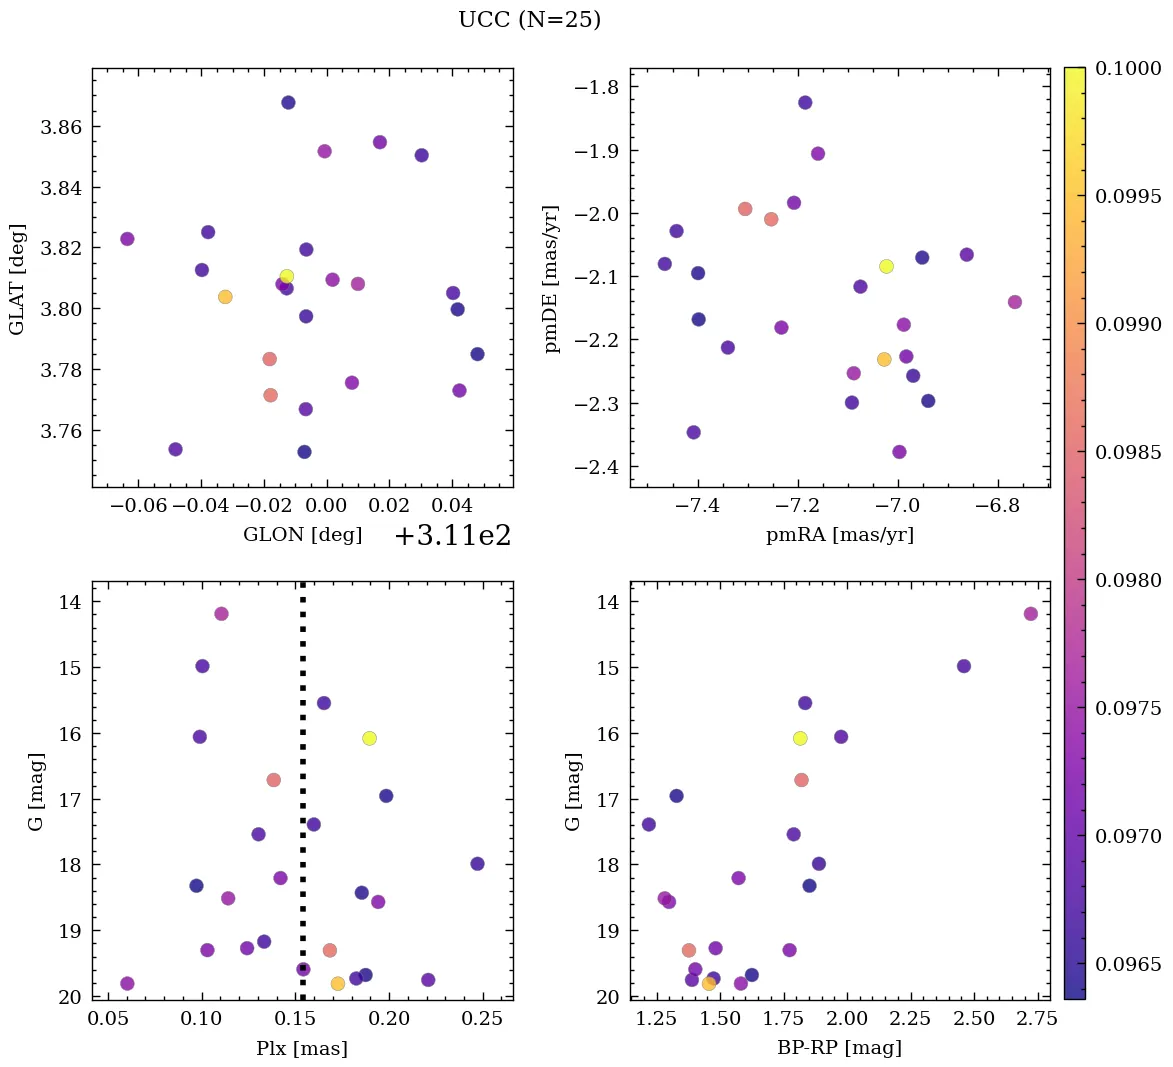 UCC (N=25)
3.86
3.84
3.82
3.80
3.78
3.76
GLAT [deg]
−0.06 −0.04 −0.02 0.00 0.02 0.04
GLON [deg]
+3.11e2
−1.8
−1.9
−2.0
−2.1
−2.2
−2.3
−2.4
pmDE [mas/yr]
−7.4 −7.2 −7.0 −6.8
pmRA [mas/yr]
0.1000
0.0995
0.0990
0.0985
0.0980
0.0975
0.0970
0.0965
14
15
16
17
18
19
20
G [mag]
0.05 0.10 0.15 0.20 0.25
Plx [mas]
14
15
16
17
18
19
20
G [mag]
1.25 1.50 1.75 2.00 2.25 2.50 2.75
BP-RP [mag]